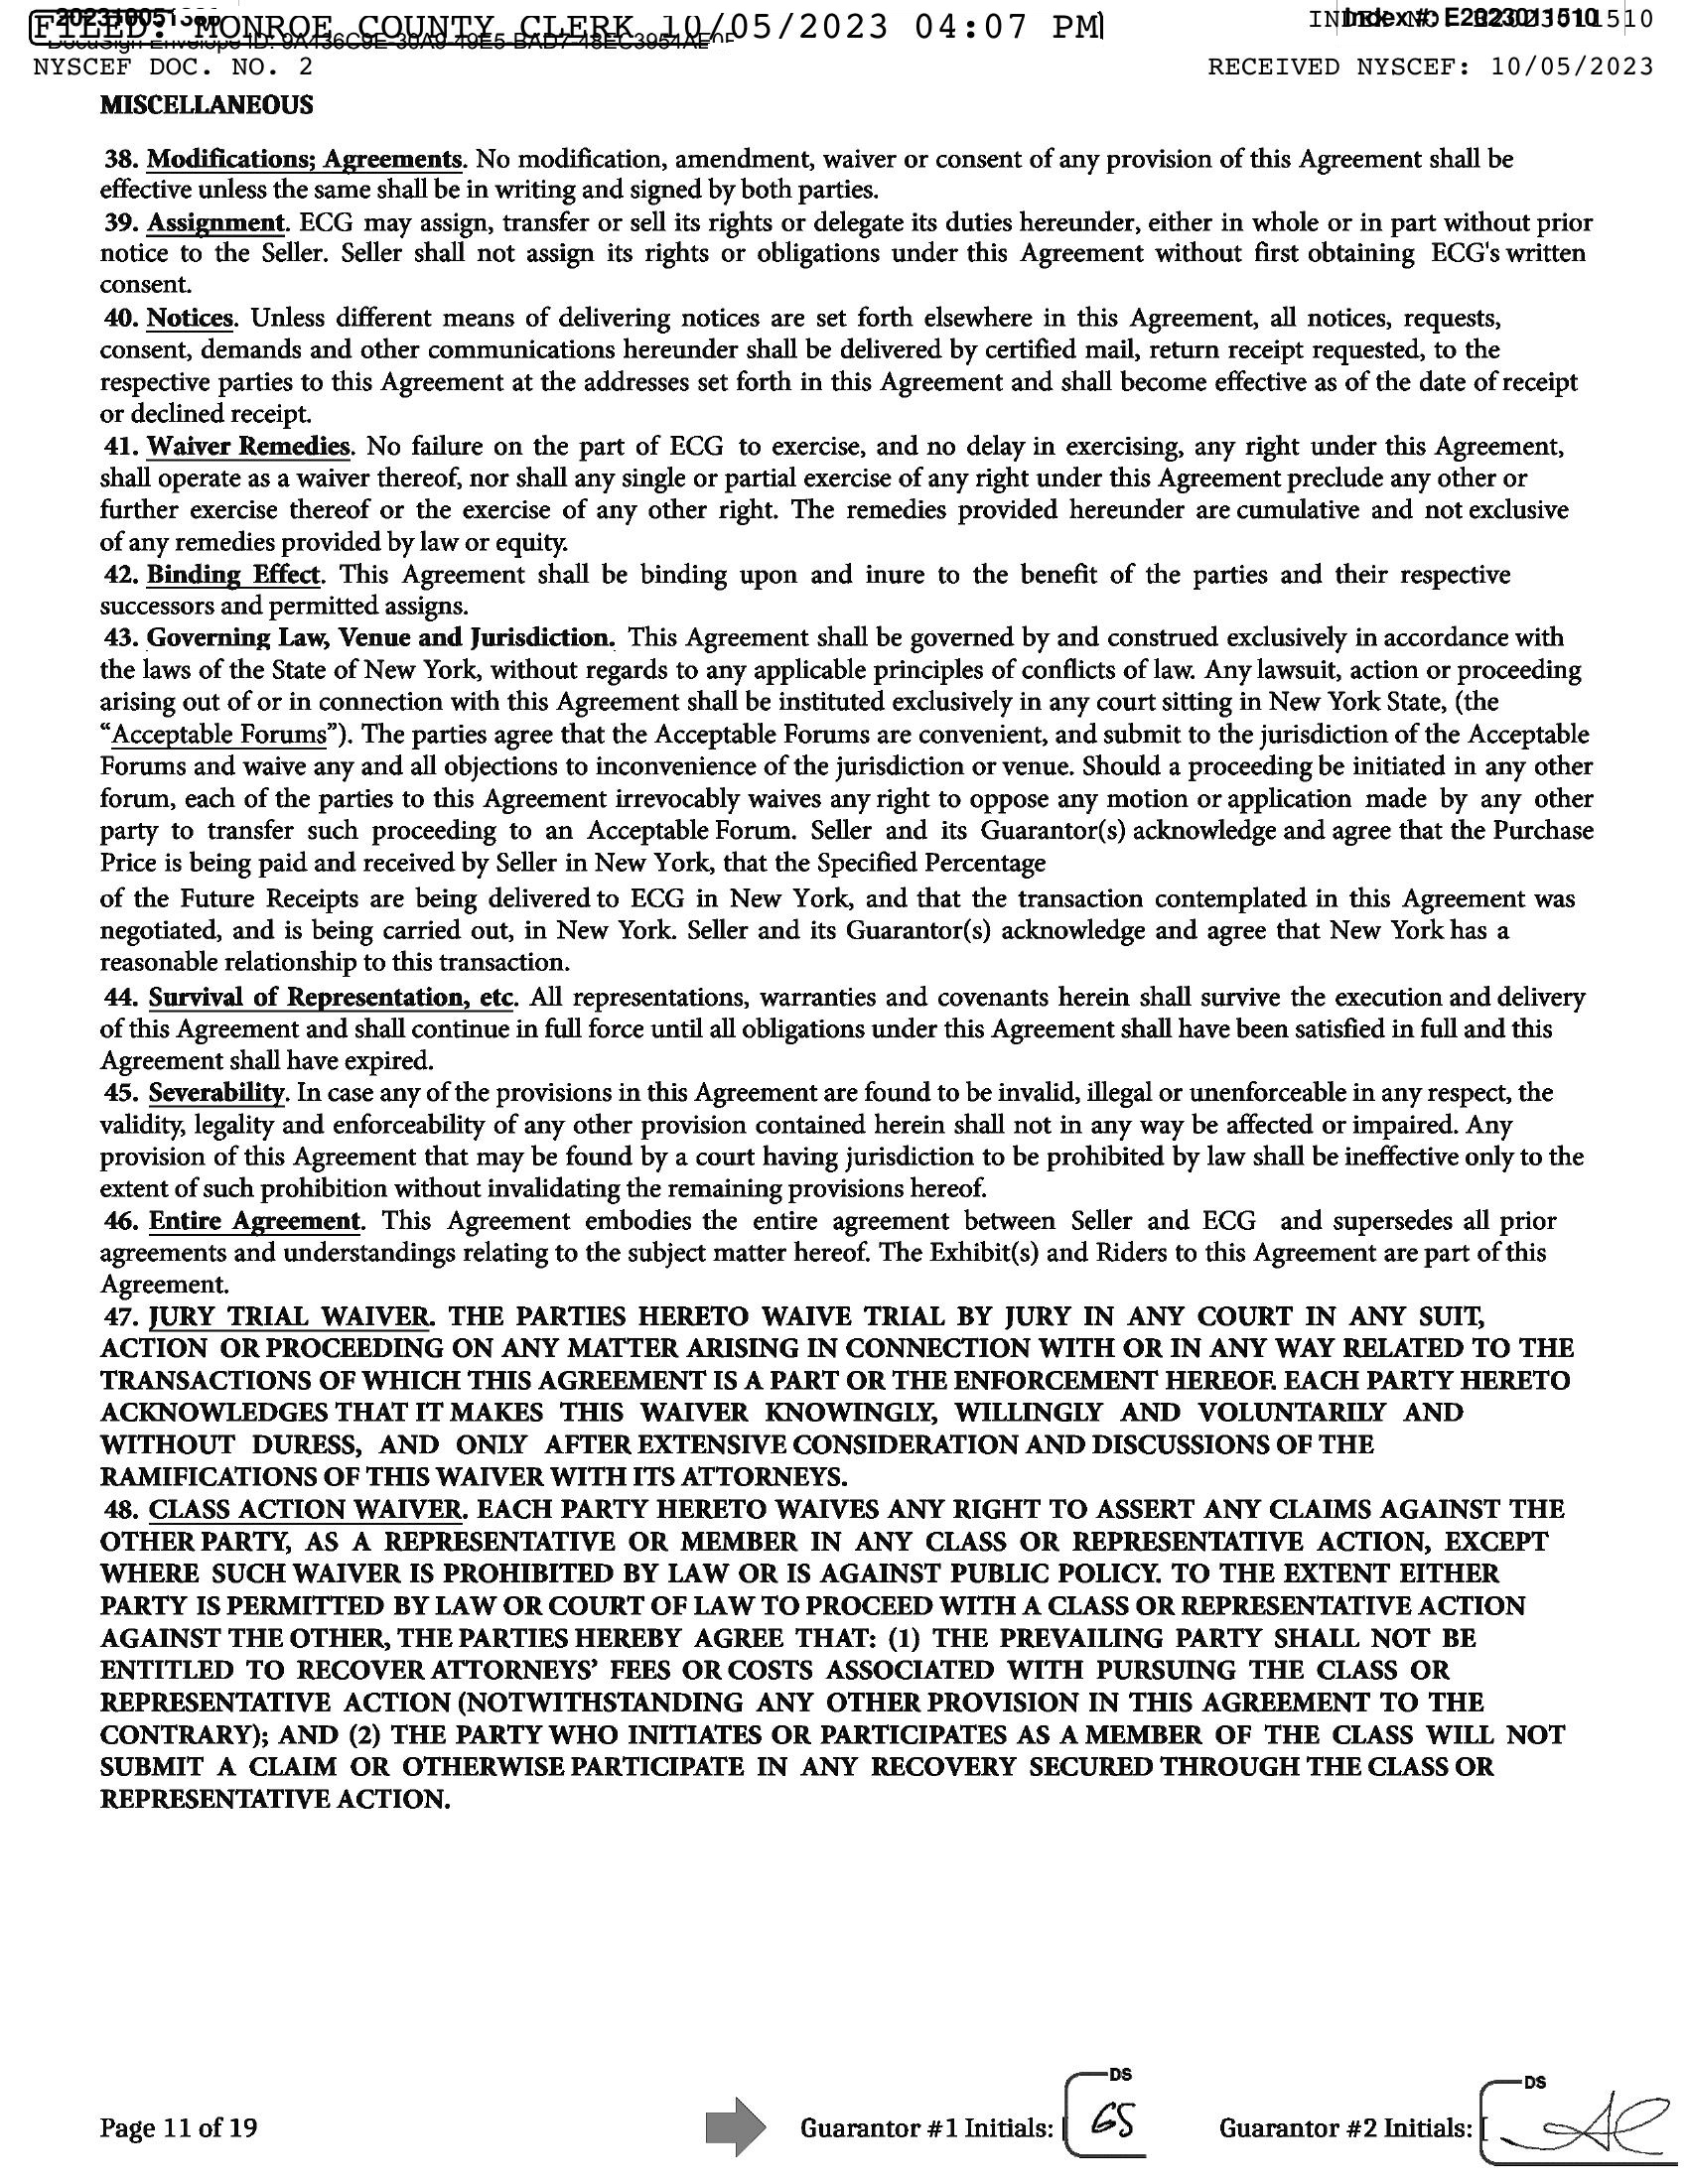 FILED: MONROE COUNTY CLERK 10/05/2023 04:07 PM
NYSCEF DOC. NO. 2
RECEIVED NYSCEF: 10/05/2023
MISCELLANEOUS
38. Modifications; Agreements. No modification, amendment, waiver or consent of any provision of this Agreement shall be
effective unless the same shall be in writing and signed by both parties.
39. Assignment. ECG may assign, transfer or sell its rights or delegate its duties hereunder, either in whole or in part without prior
notice to the Seller. Seller shall not assign its rights or obligations under this Agreement without first obtaining ECG's written
consent.
40. Notices. Unless different means of delivering notices are set forth elsewhere in this Agreement, all notices, requests,
consent, demands and other communications hereunder shall be delivered by certified mail, return receipt requested, to the
respective parties to this Agreement at the addresses set forth in this Agreement and shall become effective as of the date of receipt
or declined receipt.
41. Waiver Remedies. No failure on the part of ECG to exercise, and no delay in exercising, any right under this Agreement,
shall operate as a waiver thereof, nor shall any single or partial exercise of any right under this Agreement preclude any other or
further exercise thereof or the exercise of any other right. The remedies provided hereunder are cumulative and not exclusive
of any remedies provided by law or equity.
42. Binding Effect. This Agreement shall be binding upon and inure to the benefit of the parties and their respective
successors and permitted assigns.
43. Governing Law, Venue and Jurisdiction. This Agreement shall be governed by and construed exclusively in accordance with
the laws of the State of New York, without regards to any applicable principles of conflicts of law. Any lawsuit, action or proceeding
arising out of or in connection with this Agreement shall be instituted exclusively in any court sitting in New York State, (the
“Acceptable Forums”). The parties agree that the Acceptable Forums are convenient, and submit to the jurisdiction of the Acceptable
Forums and waive any and all objections to inconvenience of the jurisdiction or venue. Should a proceeding be initiated in any other
forum, each of the parties to this Agreement irrevocably waives any right to oppose any motion or application made by any other
party to transfer such proceeding to an Acceptable Forum. Seller and its Guarantor(s) acknowledge and agree that the Purchase
Price is being paid and received by Seller in New York, that the Specified Percentage
of the Future Receipts are being delivered to ECG in New York, and that the transaction contemplated in this Agreement was
negotiated, and is being carried out, in New York. Seller and its Guarantor(s) acknowledge and agree that New York has a
reasonable relationship to this transaction.
44. Survival of Representation, etc. All representations, warranties and covenants herein shall survive the execution and delivery
of this Agreement and shall continue in full force until all obligations under this Agreement shall have been satisfied in full and this
Agreement shall have expired.
45. Severability. In case any of the provisions in this Agreement are found to be invalid, illegal or unenforceable in any respect, the
validity, legality and enforceability of any other provision contained herein shall not in any way be affected or impaired. Any
provision of this Agreement that may be found by a court having jurisdiction to be prohibited by law shall be ineffective only to the
extent of such prohibition without invalidating the remaining provisions hereof.
46. Entire Agreement. This Agreement embodies the entire agreement between Seller and ECG and supersedes all prior
agreements and understandings relating to the subject matter hereof. The Exhibit(s) and Riders to this Agreement are part of this
Agreement.
47. JURY TRIAL WAIVER. THE PARTIES HERETO WAIVE TRIAL BY JURY IN ANY COURT IN ANY SUIT,
ACTION OR PROCEEDING ON ANY MATTER ARISING IN CONNECTION WITH OR IN ANY WAY RELATED TO THE
TRANSACTIONS OF WHICH THIS AGREEMENT IS A PART OR THE ENFORCEMENT HEREOF. EACH PARTY HERETO
ACKNOWLEDGES THAT IT MAKES THIS WAIVER KNOWINGLY, WILLINGLY AND VOLUNTARILY AND
WITHOUT DURESS, AND ONLY AFTER EXTENSIVE CONSIDERATION AND DISCUSSIONS OF THE
RAMIFICATIONS OF THIS WAIVER WITH ITS ATTORNEYS.
48. CLASS ACTION WAIVER. EACH PARTY HERETO WAIVES ANY RIGHT TO ASSERT ANY CLAIMS AGAINST THE
OTHER PARTY, AS A REPRESENTATIVE OR MEMBER IN ANY CLASS OR REPRESENTATIVE ACTION, EXCEPT
WHERE SUCH WAIVER IS PROHIBITED BY LAW OR IS AGAINST PUBLIC POLICY. TO THE EXTENT EITHER
PARTY IS PERMITTED BY LAW OR COURT OF LAW TO PROCEED WITH A CLASS OR REPRESENTATIVE ACTION
AGAINST THE OTHER, THE PARTIES HEREBY AGREE THAT: (1) THE PREVAILING PARTY SHALL NOT BE
ENTITLED TO RECOVER ATTORNEYS’ FEES OR COSTS ASSOCIATED WITH PURSUING THE CLASS OR
REPRESENTATIVE ACTION (NOTWITHSTANDING ANY OTHER PROVISION IN THIS AGREEMENT TO THE
CONTRARY); AND (2) THE PARTY WHO INITIATES OR PARTICIPATES AS A MEMBER OF THE CLASS WILL NOT
SUBMIT A CLAIM OR OTHERWISE PARTICIPATE IN ANY RECOVERY SECURED THROUGH THE CLASS OR
REPRESENTATIVE ACTION.
Page 11 of 19
Guarantor #1 Initials: [
DS
GS
Guarantor #2 Initials: [
DS